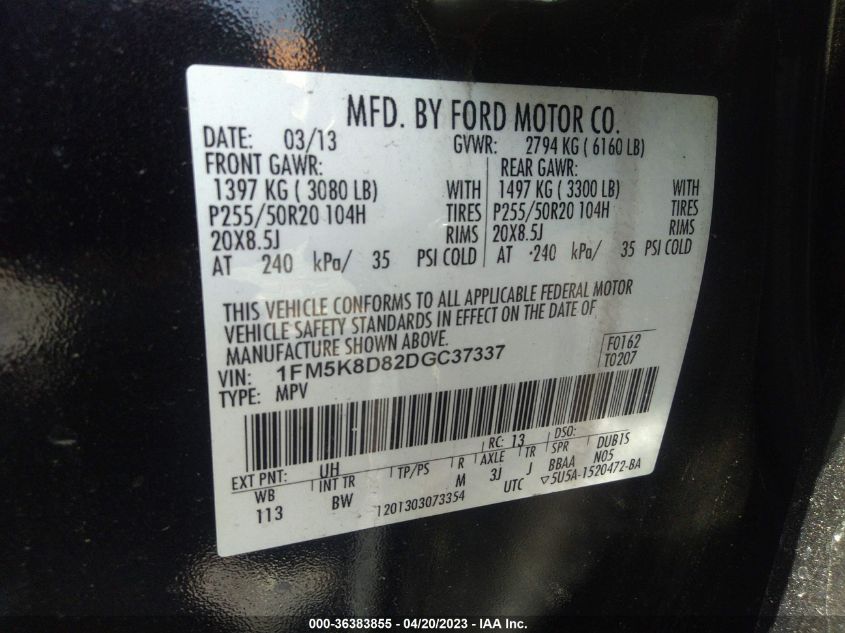 MFD. BY FORD MOTOR CO.
DATE: 03/13 GVWR: 2794 KG ( 6160 LB)
FRONT GAWR: REAR GAWR:
1397 KG ( 3080 LB) WITH 1497 KG ( 3300 LB) WITH
P255/50R20 104H TIRES P255/50R20 104H TIRES
20X8.5J RIMS 20X8.5J RIMS
AT 240 kPa/ 35 PSI COLD AT 240 kPa/ 35 PSI COLD
THIS VEHICLE CONFORMS TO ALL APPLICABLE FEDERAL MOTOR
VEHICLE SAFETY STANDARDS IN EFFECT ON THE DATE OF
MANUFACTURE SHOWN ABOVE.
VIN: 1FM5K8D82DGC37337 F0162
TYPE: MPV T0207
EXT PNT: UH RC: 13 DSO:
WB INT TR TP/PS R AXLE TR SPR DUB1S
113 BW M 3J J BBAA N05
1201303073354 UTC ▽5U5A-1520472-BA
000-36383855 - 04/20/2023 - IAA Inc.